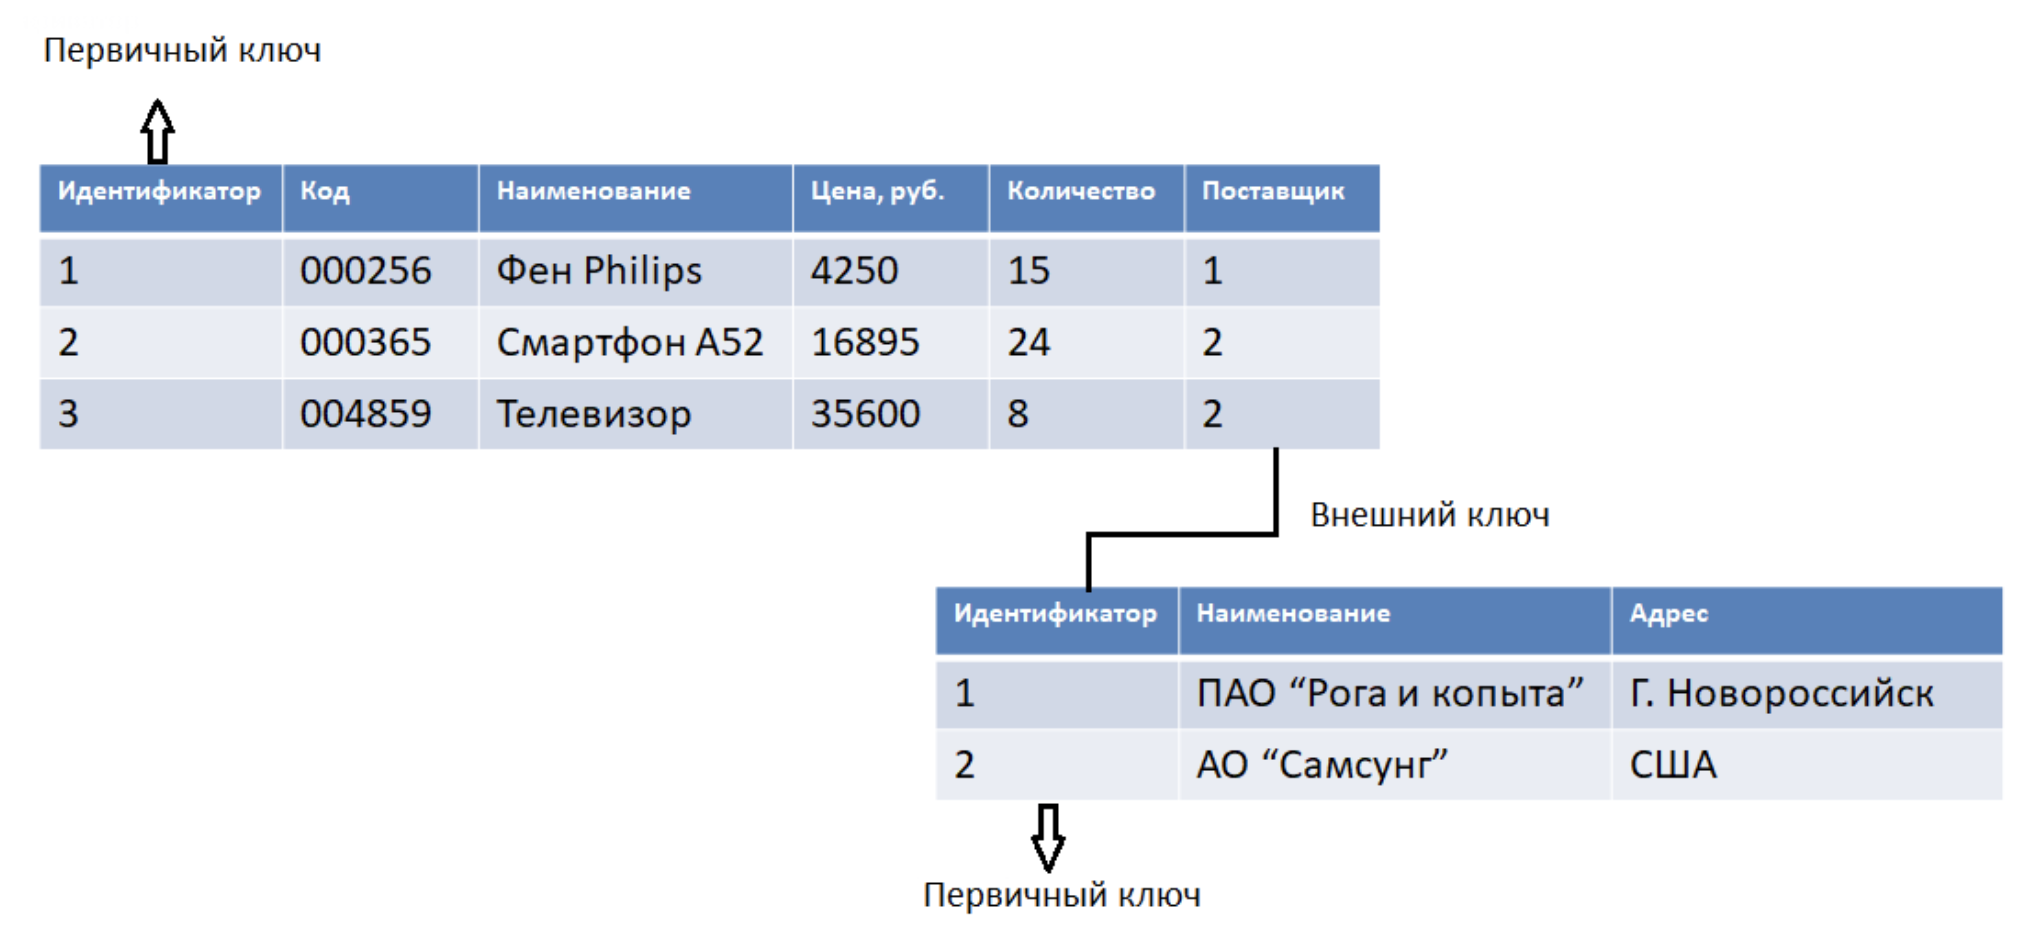 Первичный ключ
Идентификатор Код Наименование Цена, руб. Количество Поставщик
1 000256 Фен Philips 4250 15 1
2 000365 Смартфон A52 16895 24 2
3 004859 Телевизор 35600 8 2
Внешний ключ
Идентификатор Наименование Адрес
1 ПАО “Рога и копыта” Г. Новороссийск
2 АО “Самсунг” США
Первичный ключ